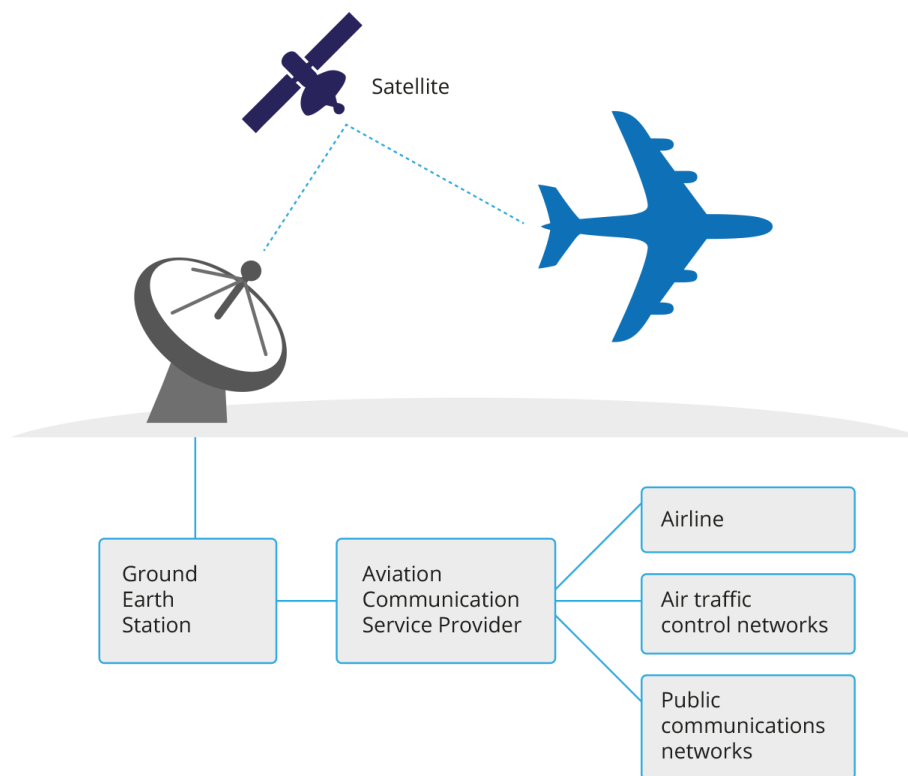 Satellite
Ground
Earth
Station
Aviation
Communication
Service Provider
Airline
Air traffic
control networks
Public
communications
networks